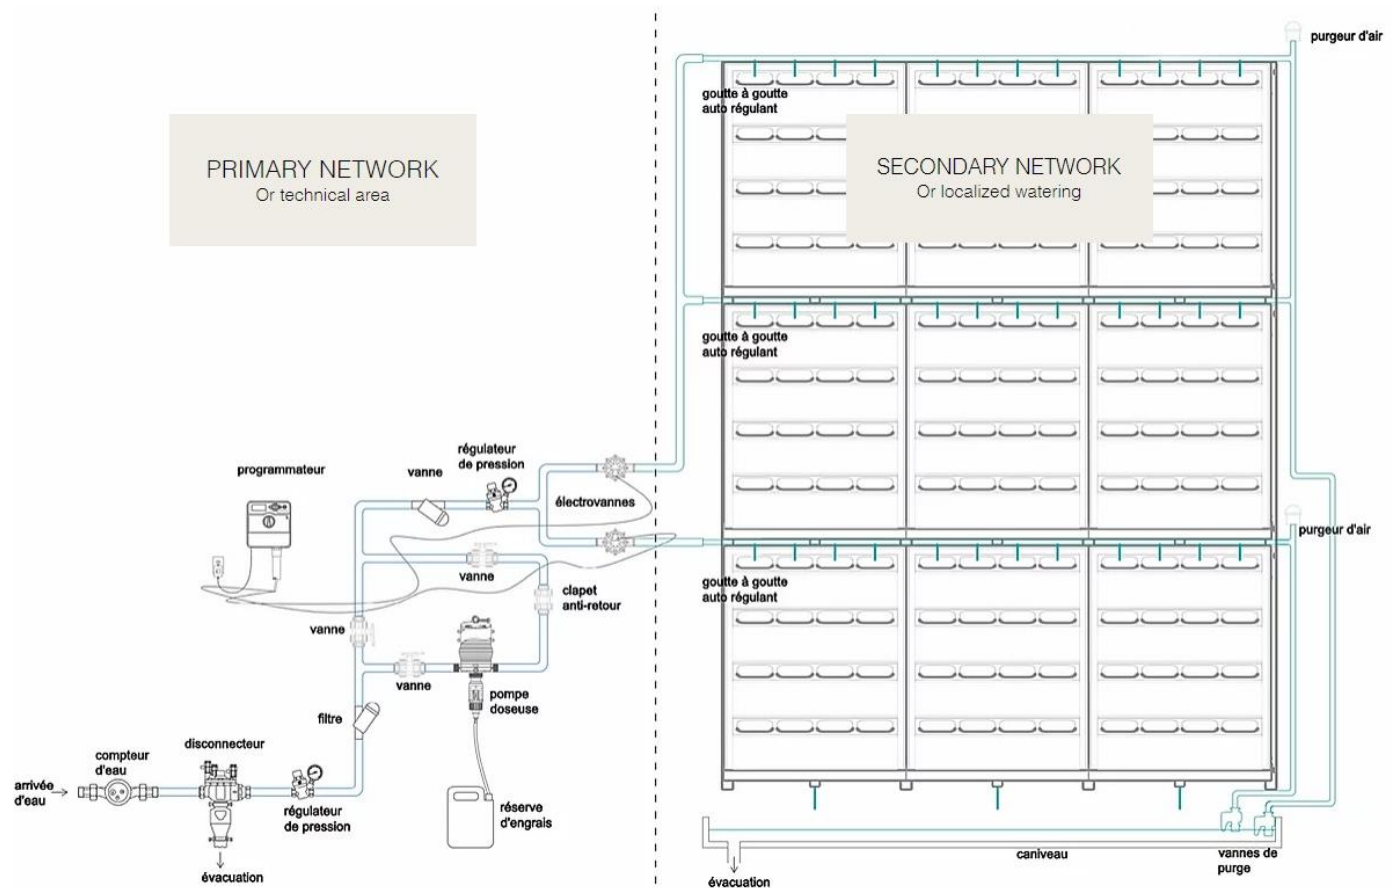 purgeur d'air
goutte à goutte
auto régulant
PRIMARY NETWORK
Or technical area
SECONDARY NETWORK
Or localized watering
goutte à goutte
auto régulant
programmateur
vanne
régulateur
de pression
électrovannes
purgeur d'air
vanne
clapet
anti-retour
goutte à goutte
auto régulant
vanne
vanne
pompe
doseuse
filtre
disconnecteur
compteur
d'eau
arrivée
d'eau
régulateur
de pression
réserve
d'engrais
évacuation
caniveau
vannes de
purge
évacuation